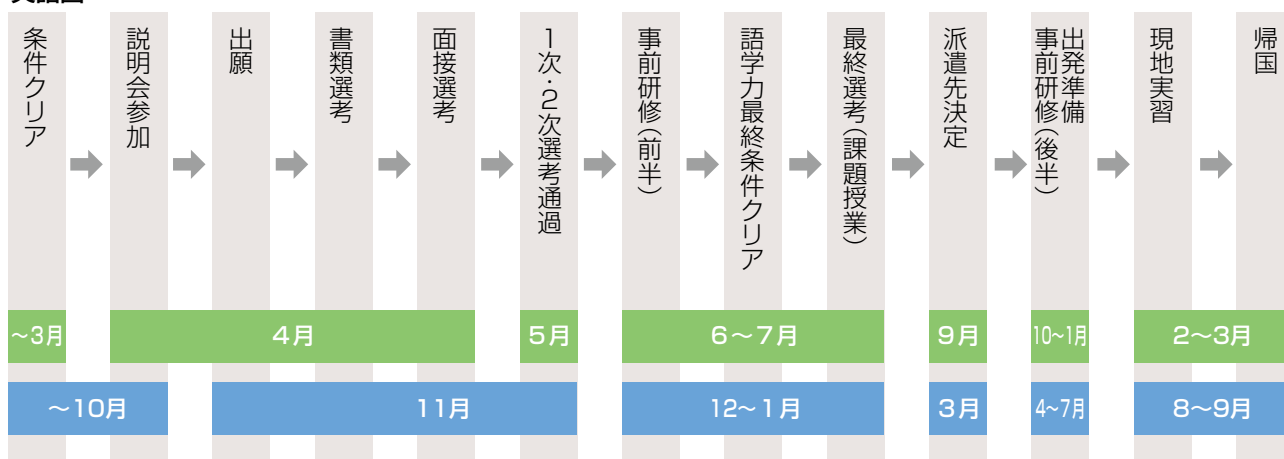 条件クリア
説明会参加
出願
書類選考
面接選考
1次・2次選考通過
事前研修(前半)
語学力最終条件クリア
最終選考(課題授業)
派遣先決定
出発準備
事前研修(後半)
現地実習
帰国
～3月
4月
5月
6～7月
9月
10~1月
2～3月
～10月
11月
12～1月
3月
4~7月
8～9月